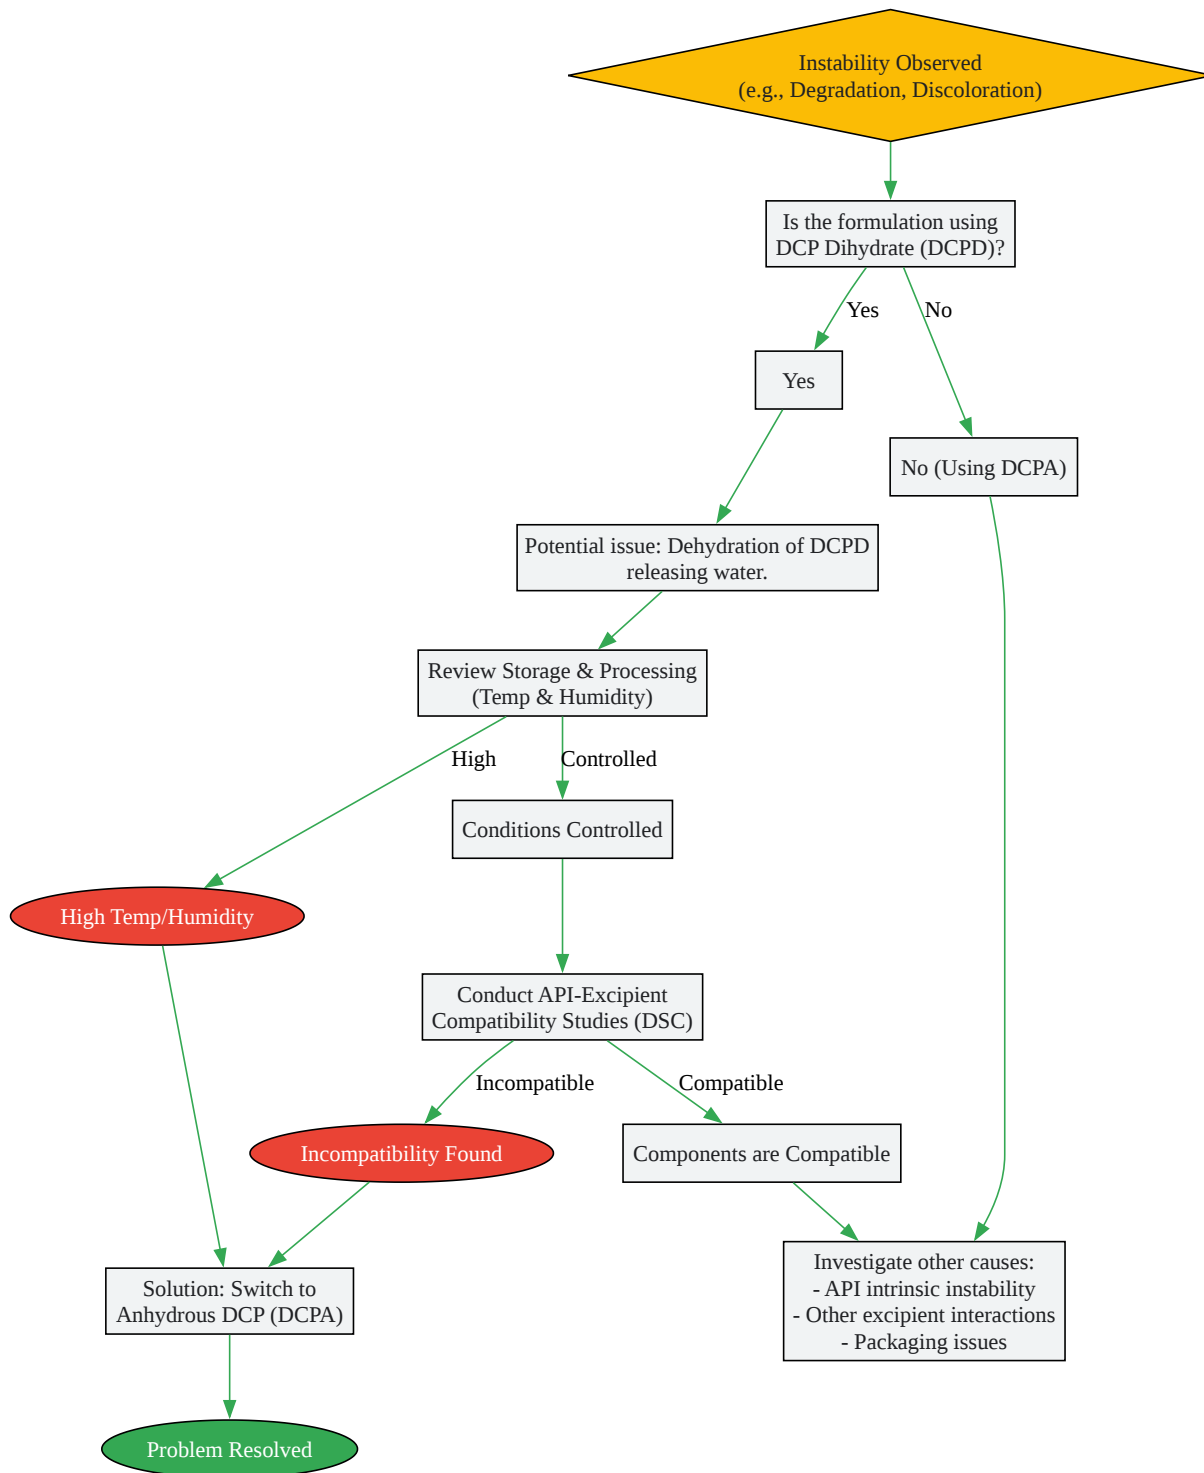 Instability Observed
(e.g., Degradation, Discoloration)
Is the formulation using
DCP Dihydrate (DCPD)?
Yes
No
Yes
No (Using DCPA)
Potential issue: Dehydration of DCPD
releasing water.
Review Storage & Processing
(Temp & Humidity)
High
Controlled
Conditions Controlled
High Temp/Humidity
Conduct API-Excipient
Compatibility Studies (DSC)
Incompatible
Compatible
Incompatibility Found
Components are Compatible
Solution: Switch to
Anhydrous DCP (DCPA)
Investigate other causes:
- API intrinsic instability
- Other excipient interactions
- Packaging issues
Problem Resolved